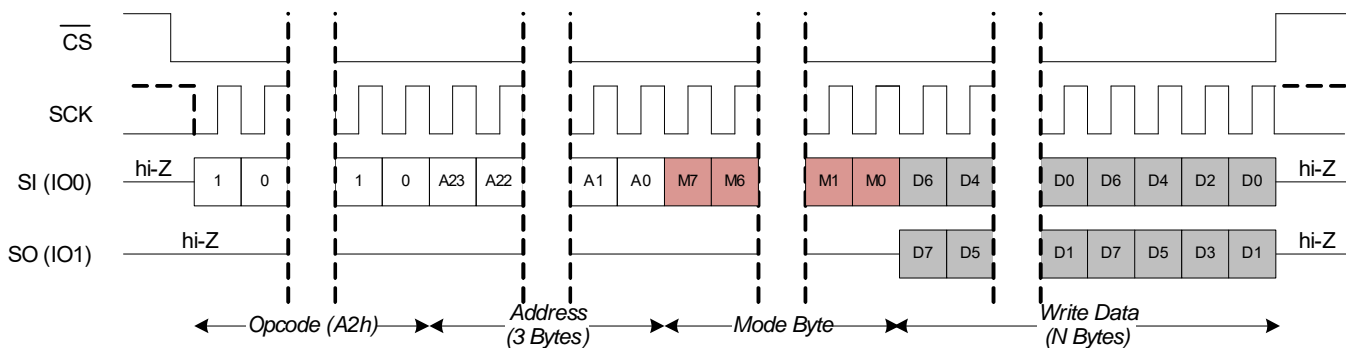 CS
SCK
hi-Z hi-Z
SI (IO0) 1 0 1 0 A23 A22 A1 A0 M7 M6 M1 M0 D6 D4 D0 D6 D4 D2 D0
hi-Z hi-Z
SO (IO1) D7 D5 D1 D7 D5 D3 D1
Opcode (A2h) Address Mode Byte Write Data
(3 Bytes) (N Bytes)